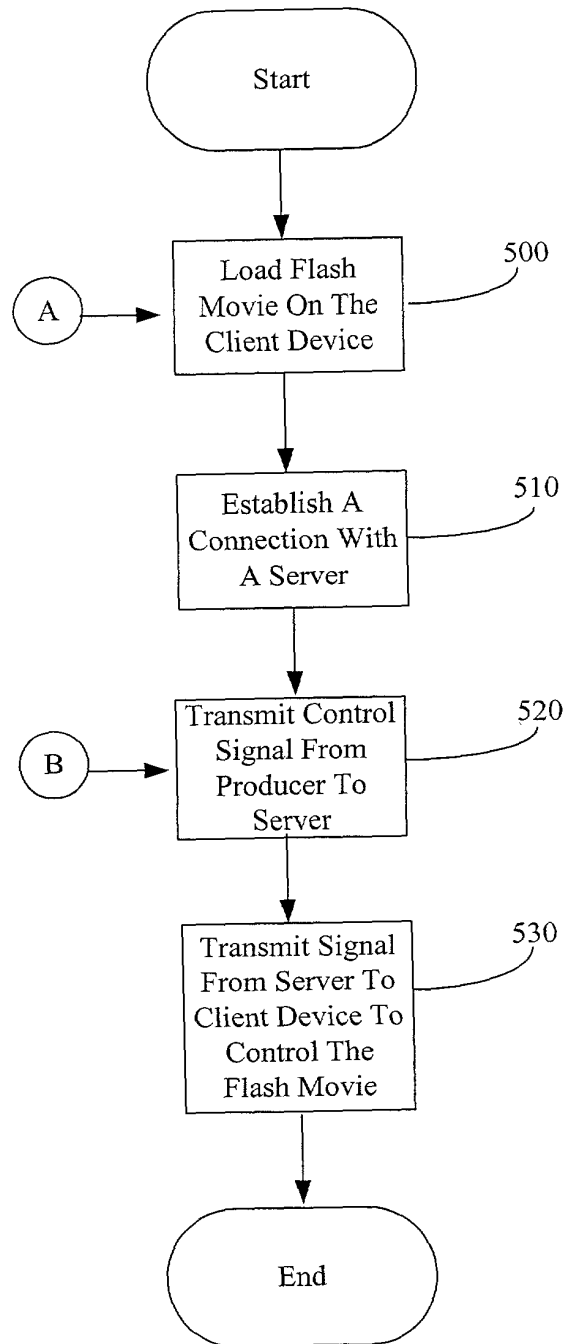 Start
500
Load Flash
Movie On The
Client Device
A
510
Establish A
Connection With
A Server
520
Transmit Control
Signal From
Producer To
Server
B
530
Transmit Signal
From Server To
Client Device To
Control The
Flash Movie
End